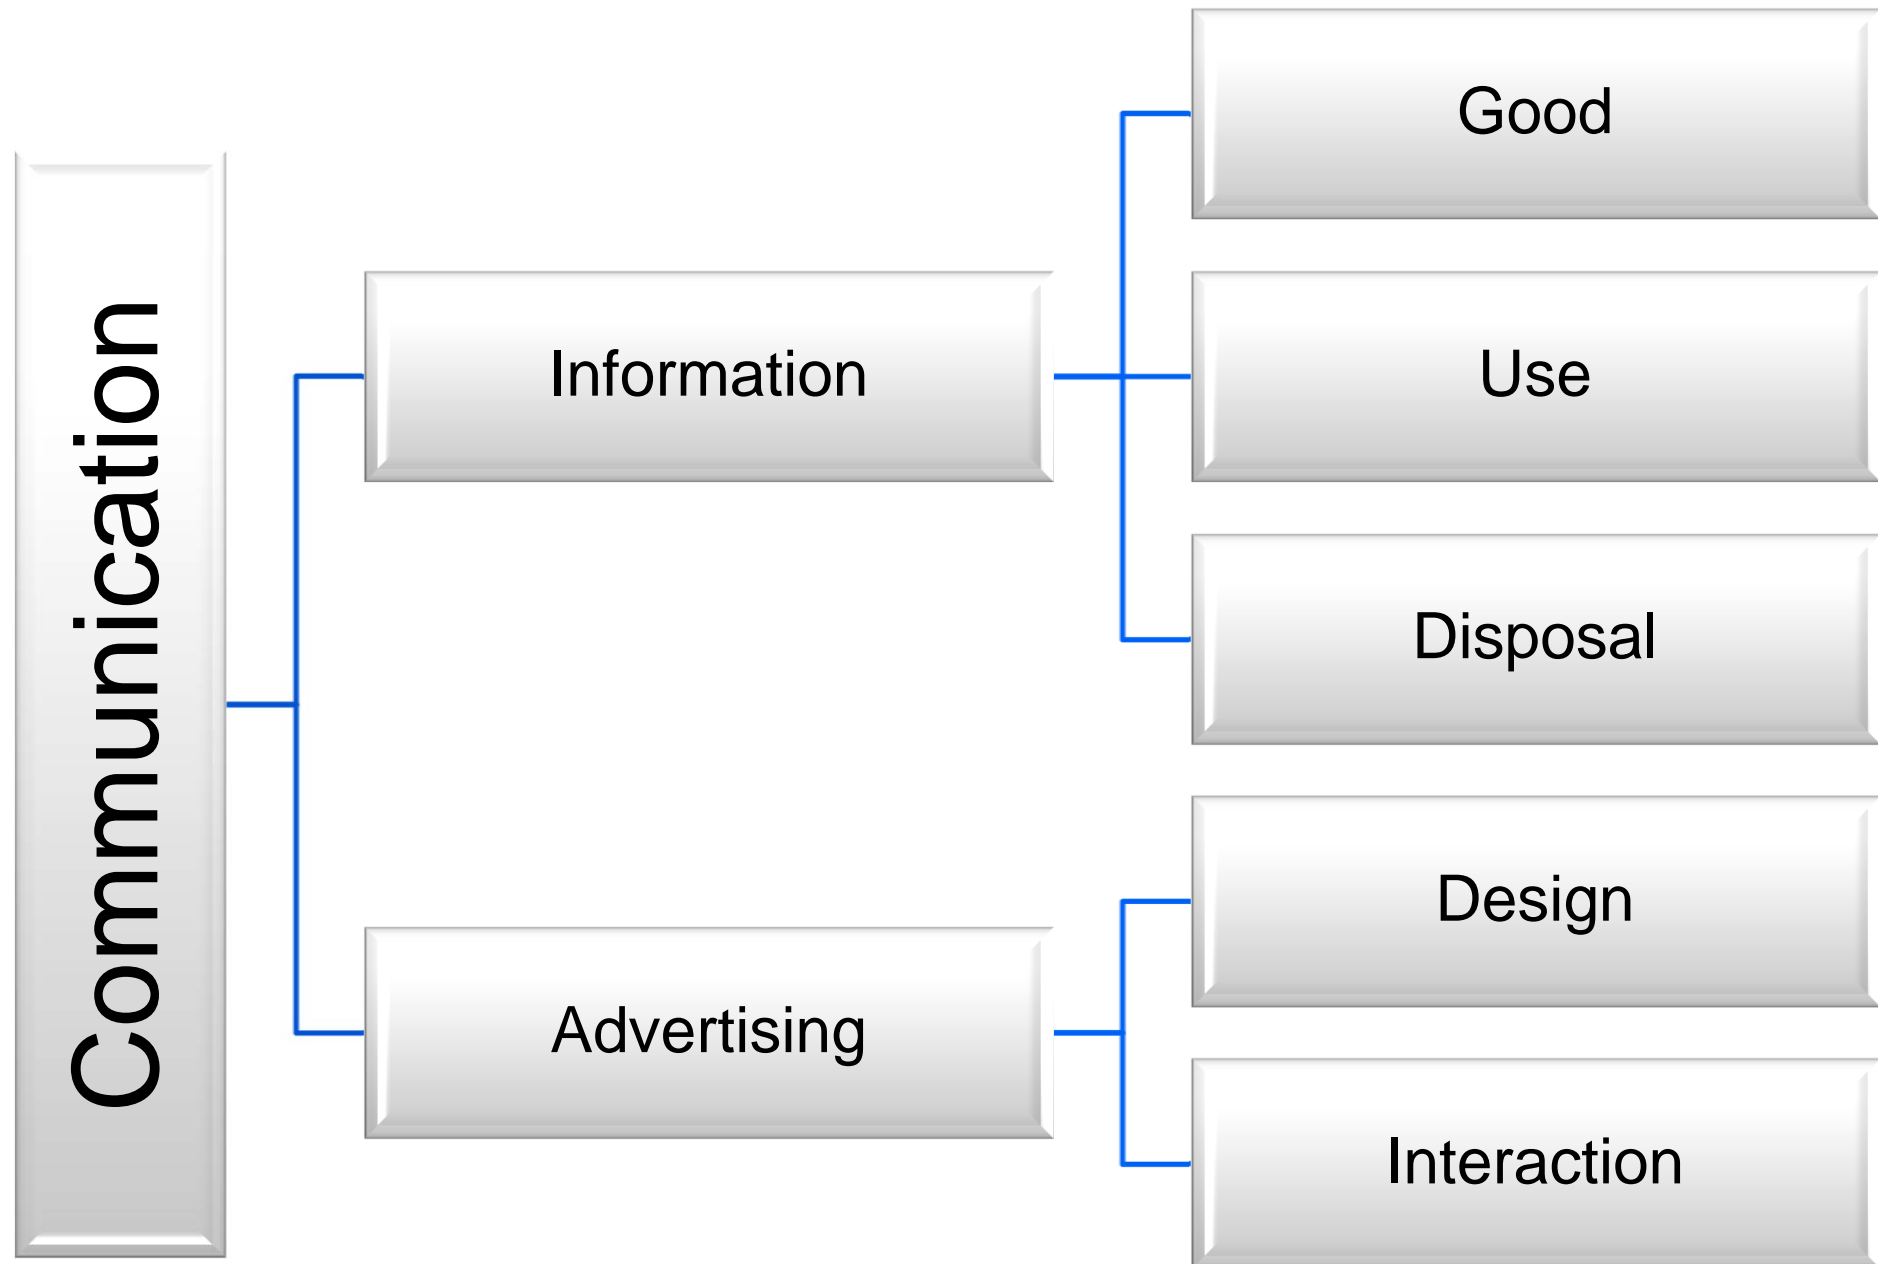 Communication
Information
Good
Use
Disposal
Advertising
Design
Interaction